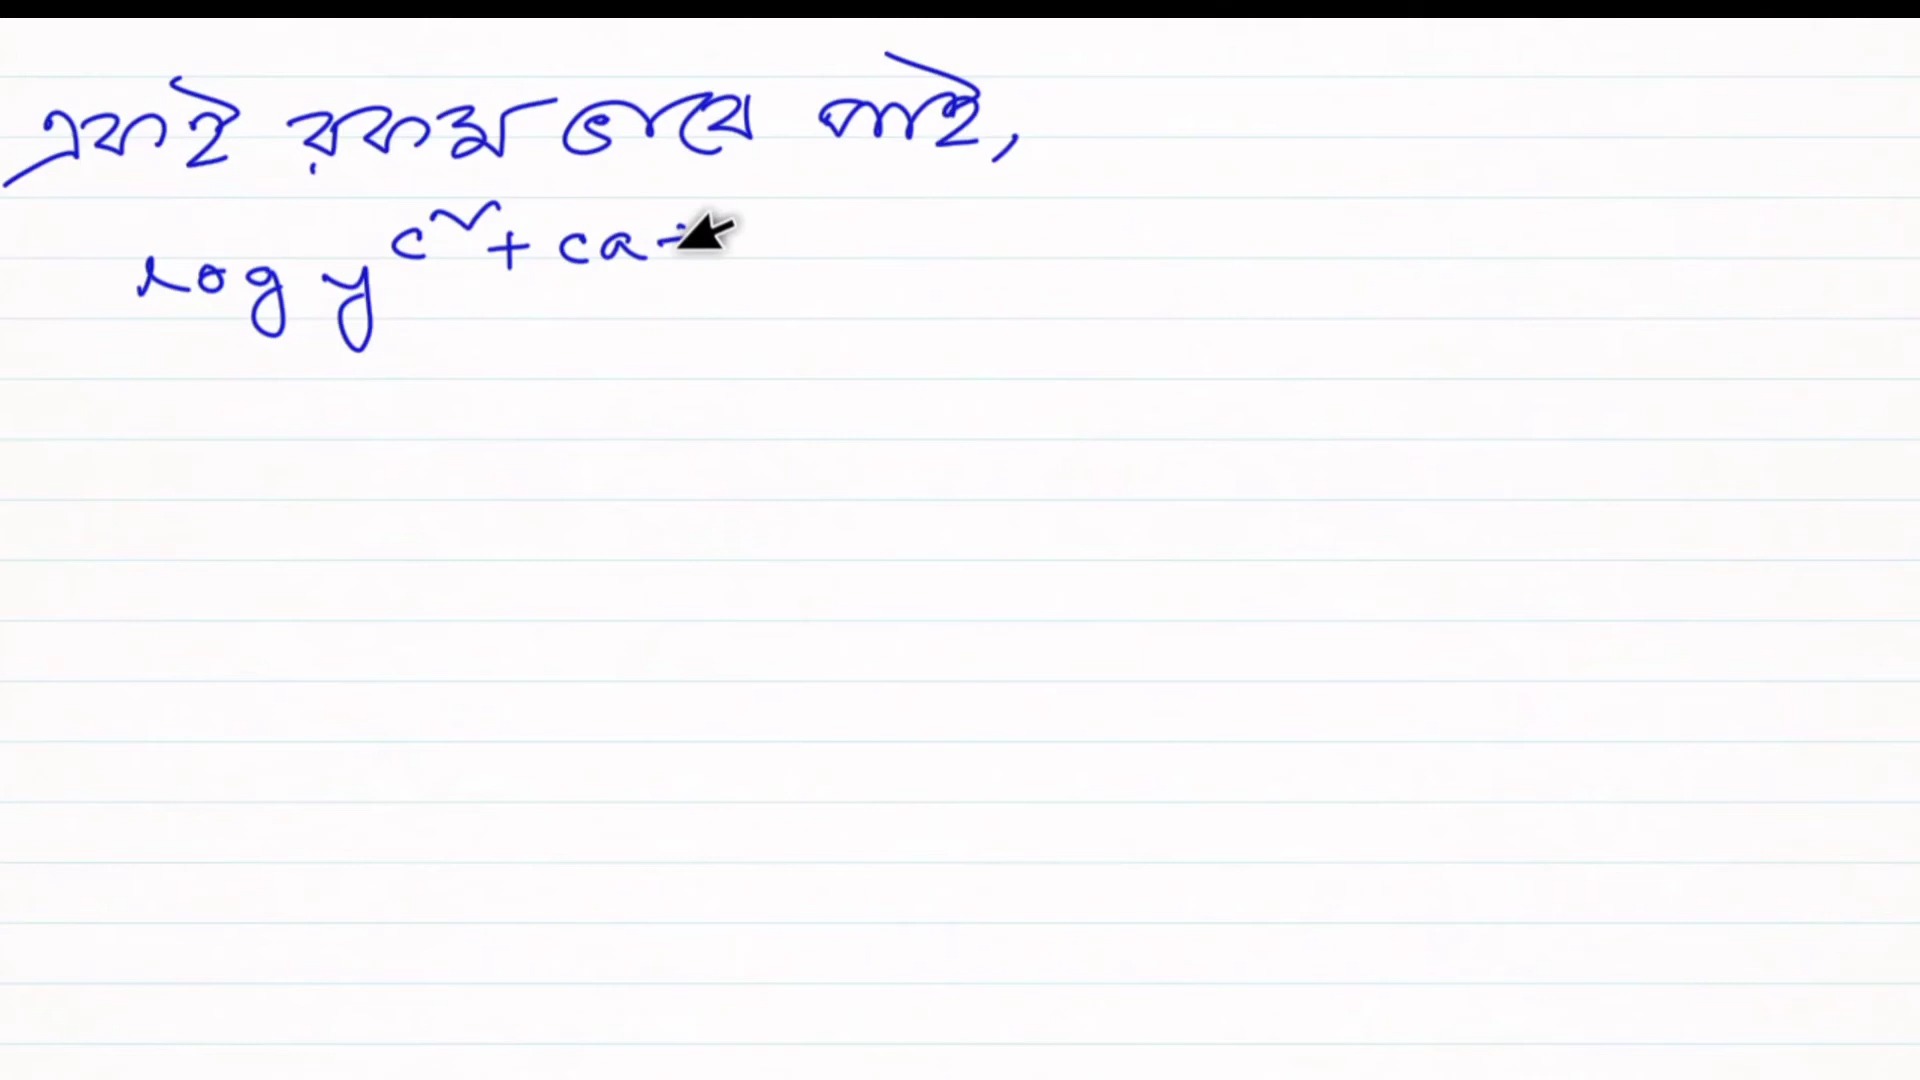 একই রকম ভাবে পাই,
log y^{c² + ca +